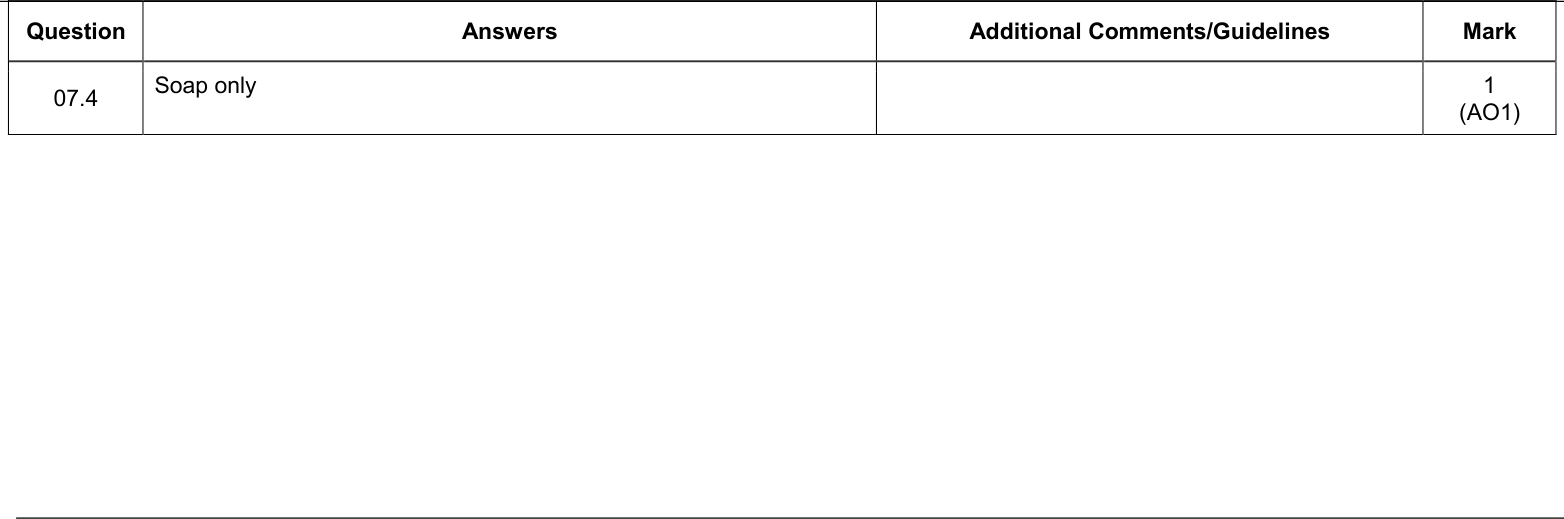 Question Answers Additional Comments/Guidelines Mark
07.4 Soap only 1
(AO1)